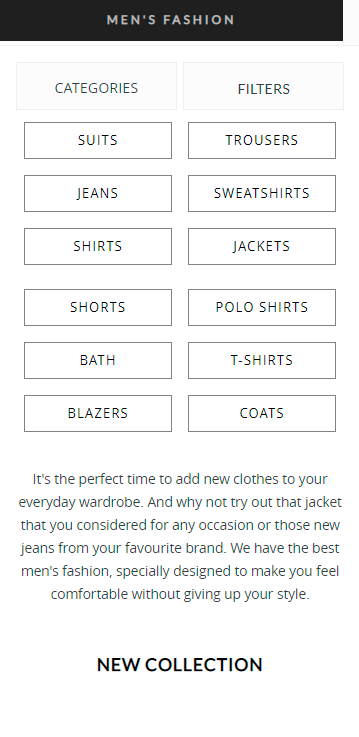 MEN'S FASHION
CATEGORIES FILTERS
SUITS TROUSERS
JEANS SWEATSHIRTS
SHIRTS JACKETS
SHORTS POLO SHIRTS
BATH T-SHIRTS
BLAZERS COATS
It's the perfect time to add new clothes to your
everyday wardrobe. And why not try out that jacket
that you considered for any occasion or those new
jeans from your favourite brand. We have the best
men's fashion, specially designed to make you feel
comfortable without giving up your style.
NEW COLLECTION